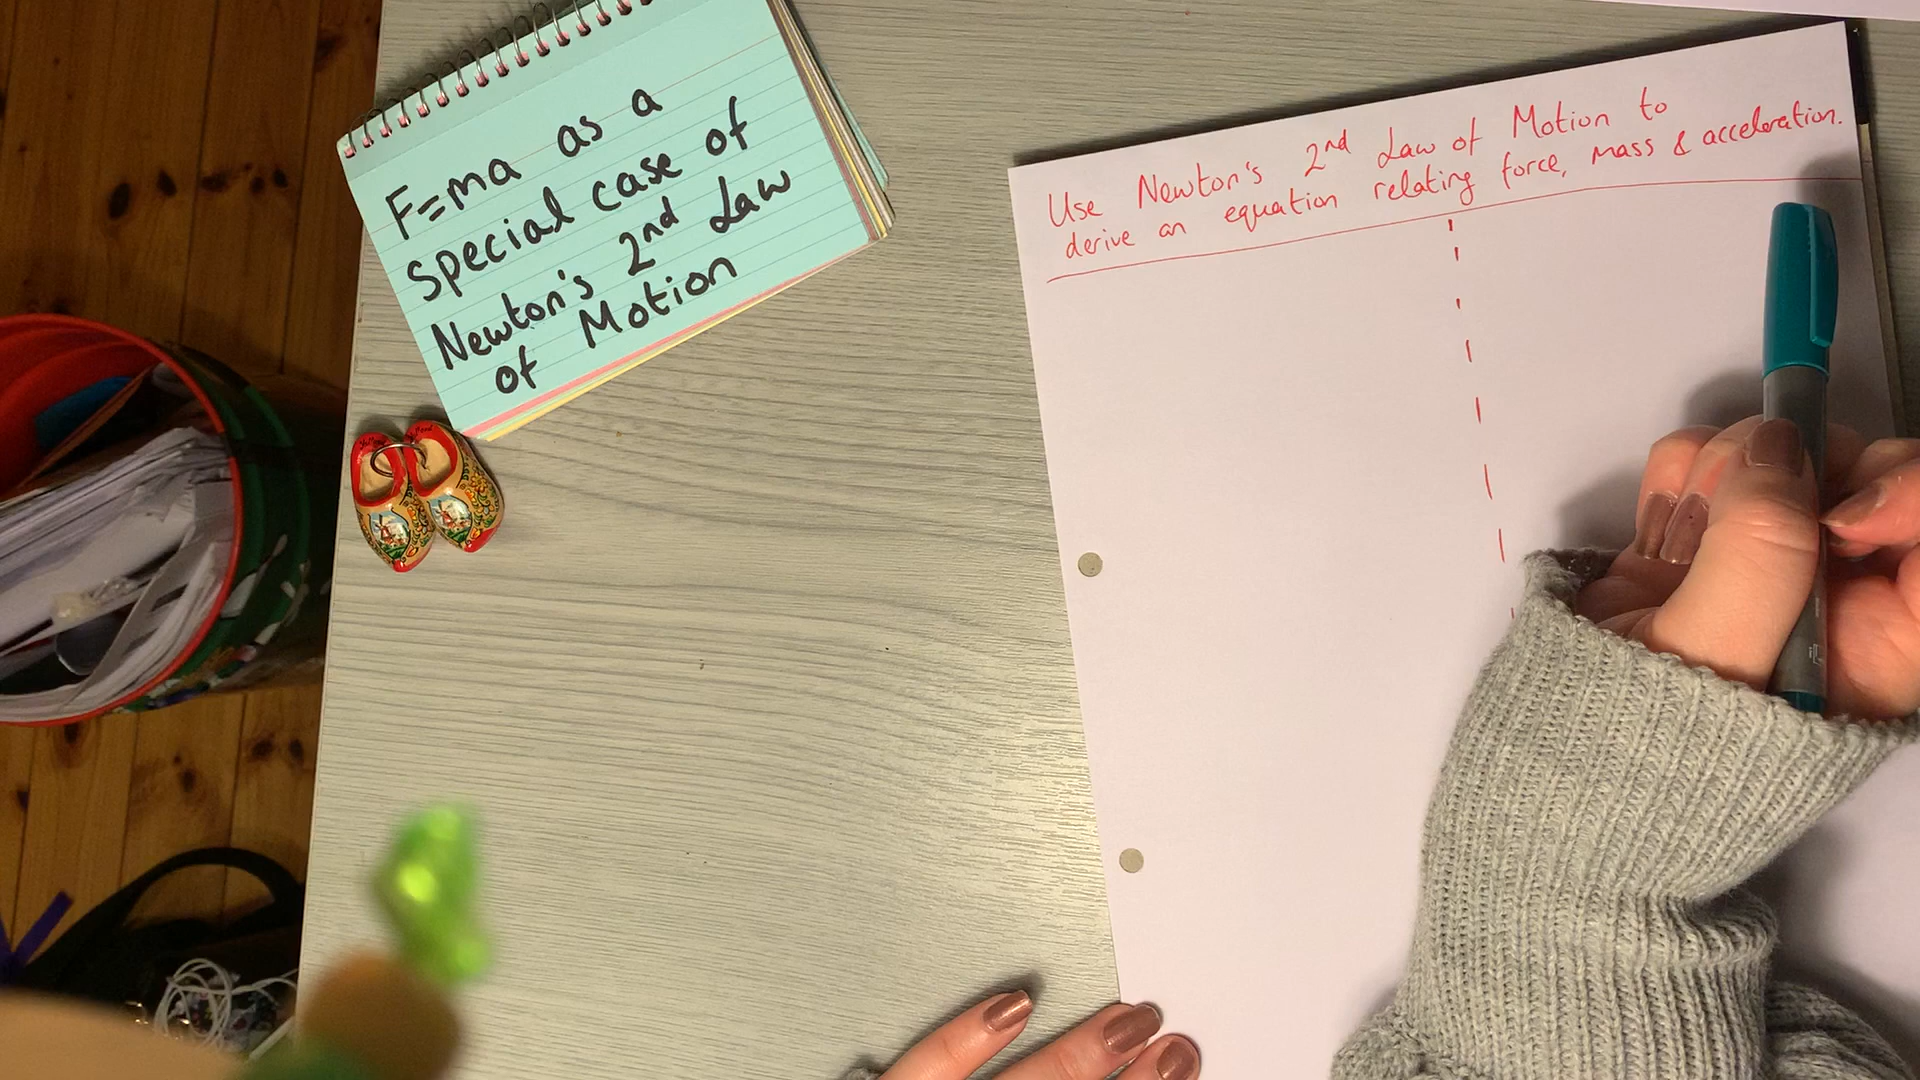 F=ma as a
special case of
Newton's 2nd Law
of Motion
Use Newton's 2nd Law of Motion to
derive an equation relating force, mass & acceleration.